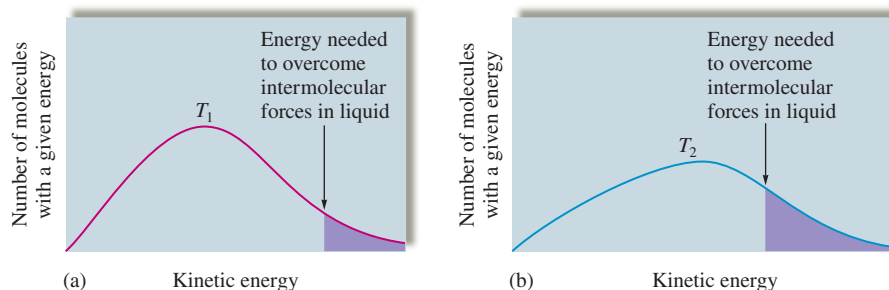 Number of molecules
with a given energy
Energy needed
to overcome
intermolecular
forces in liquid
T1
(a)
Kinetic energy
Number of molecules
with a given energy
Energy needed
to overcome
intermolecular
forces in liquid
T2
(b)
Kinetic energy